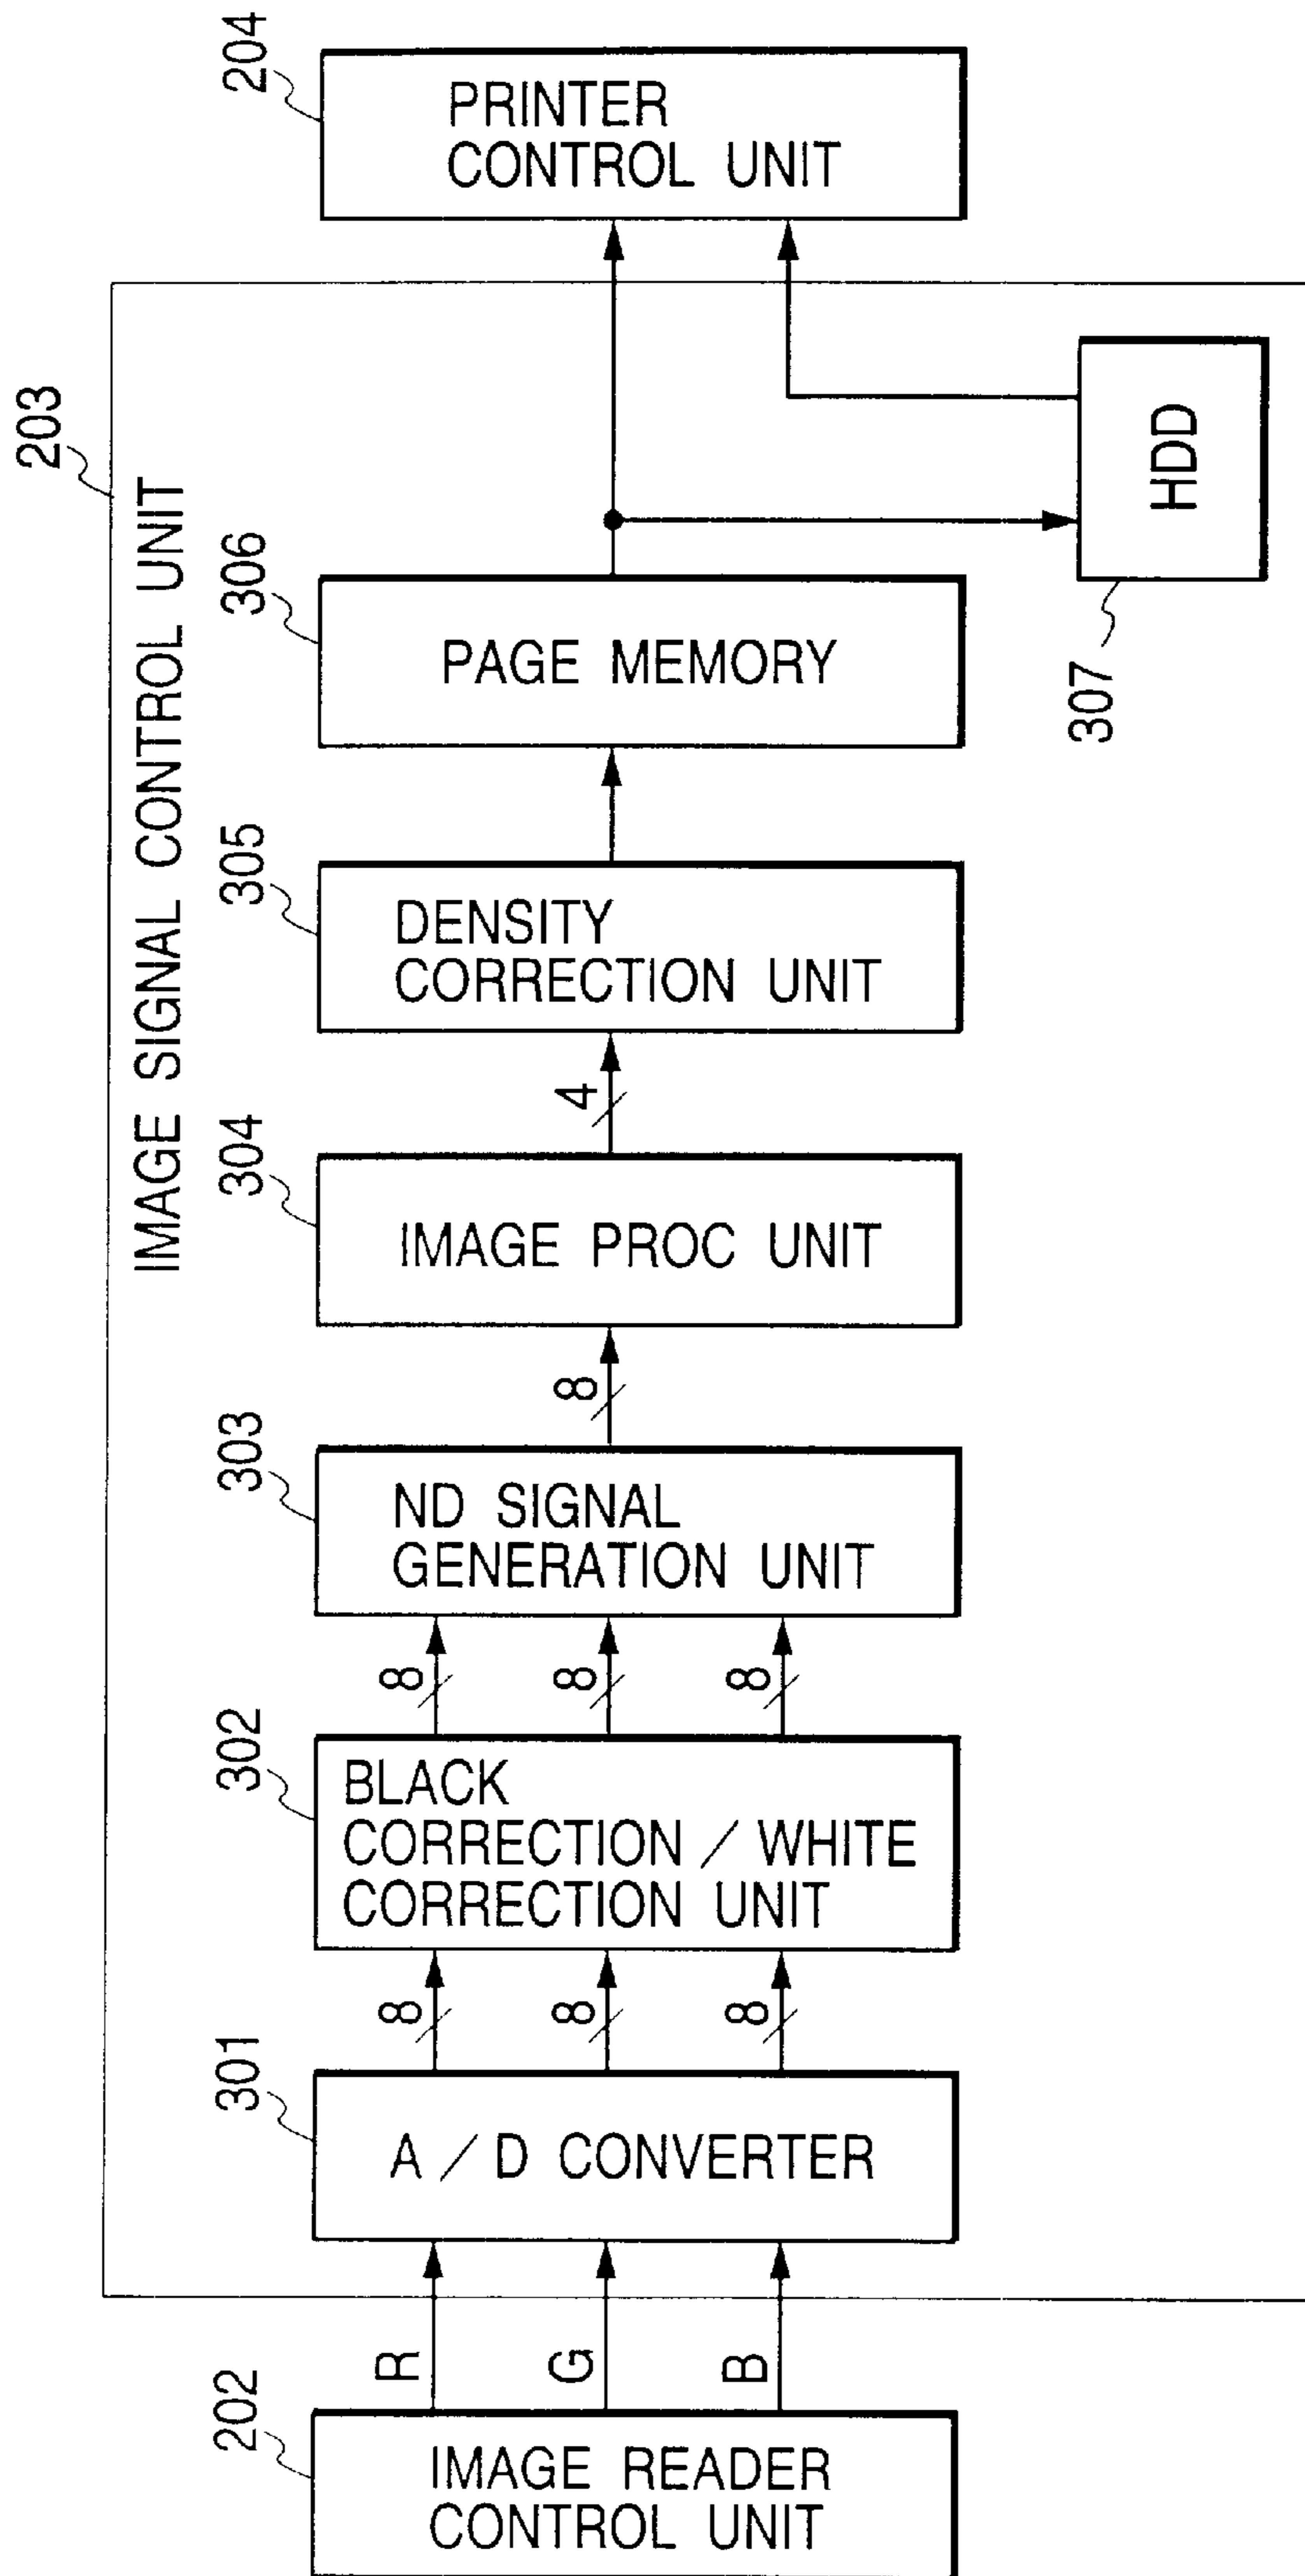 203
IMAGE SIGNAL CONTROL UNIT
202
IMAGE READER
CONTROL UNIT
R
G
B
301
A / D CONVERTER
8
8
8
302
BLACK
CORRECTION / WHITE
CORRECTION UNIT
8
8
8
303
ND SIGNAL
GENERATION UNIT
8
304
IMAGE PROC UNIT
4
305
DENSITY
CORRECTION UNIT
306
PAGE MEMORY
307
HDD
204
PRINTER
CONTROL UNIT